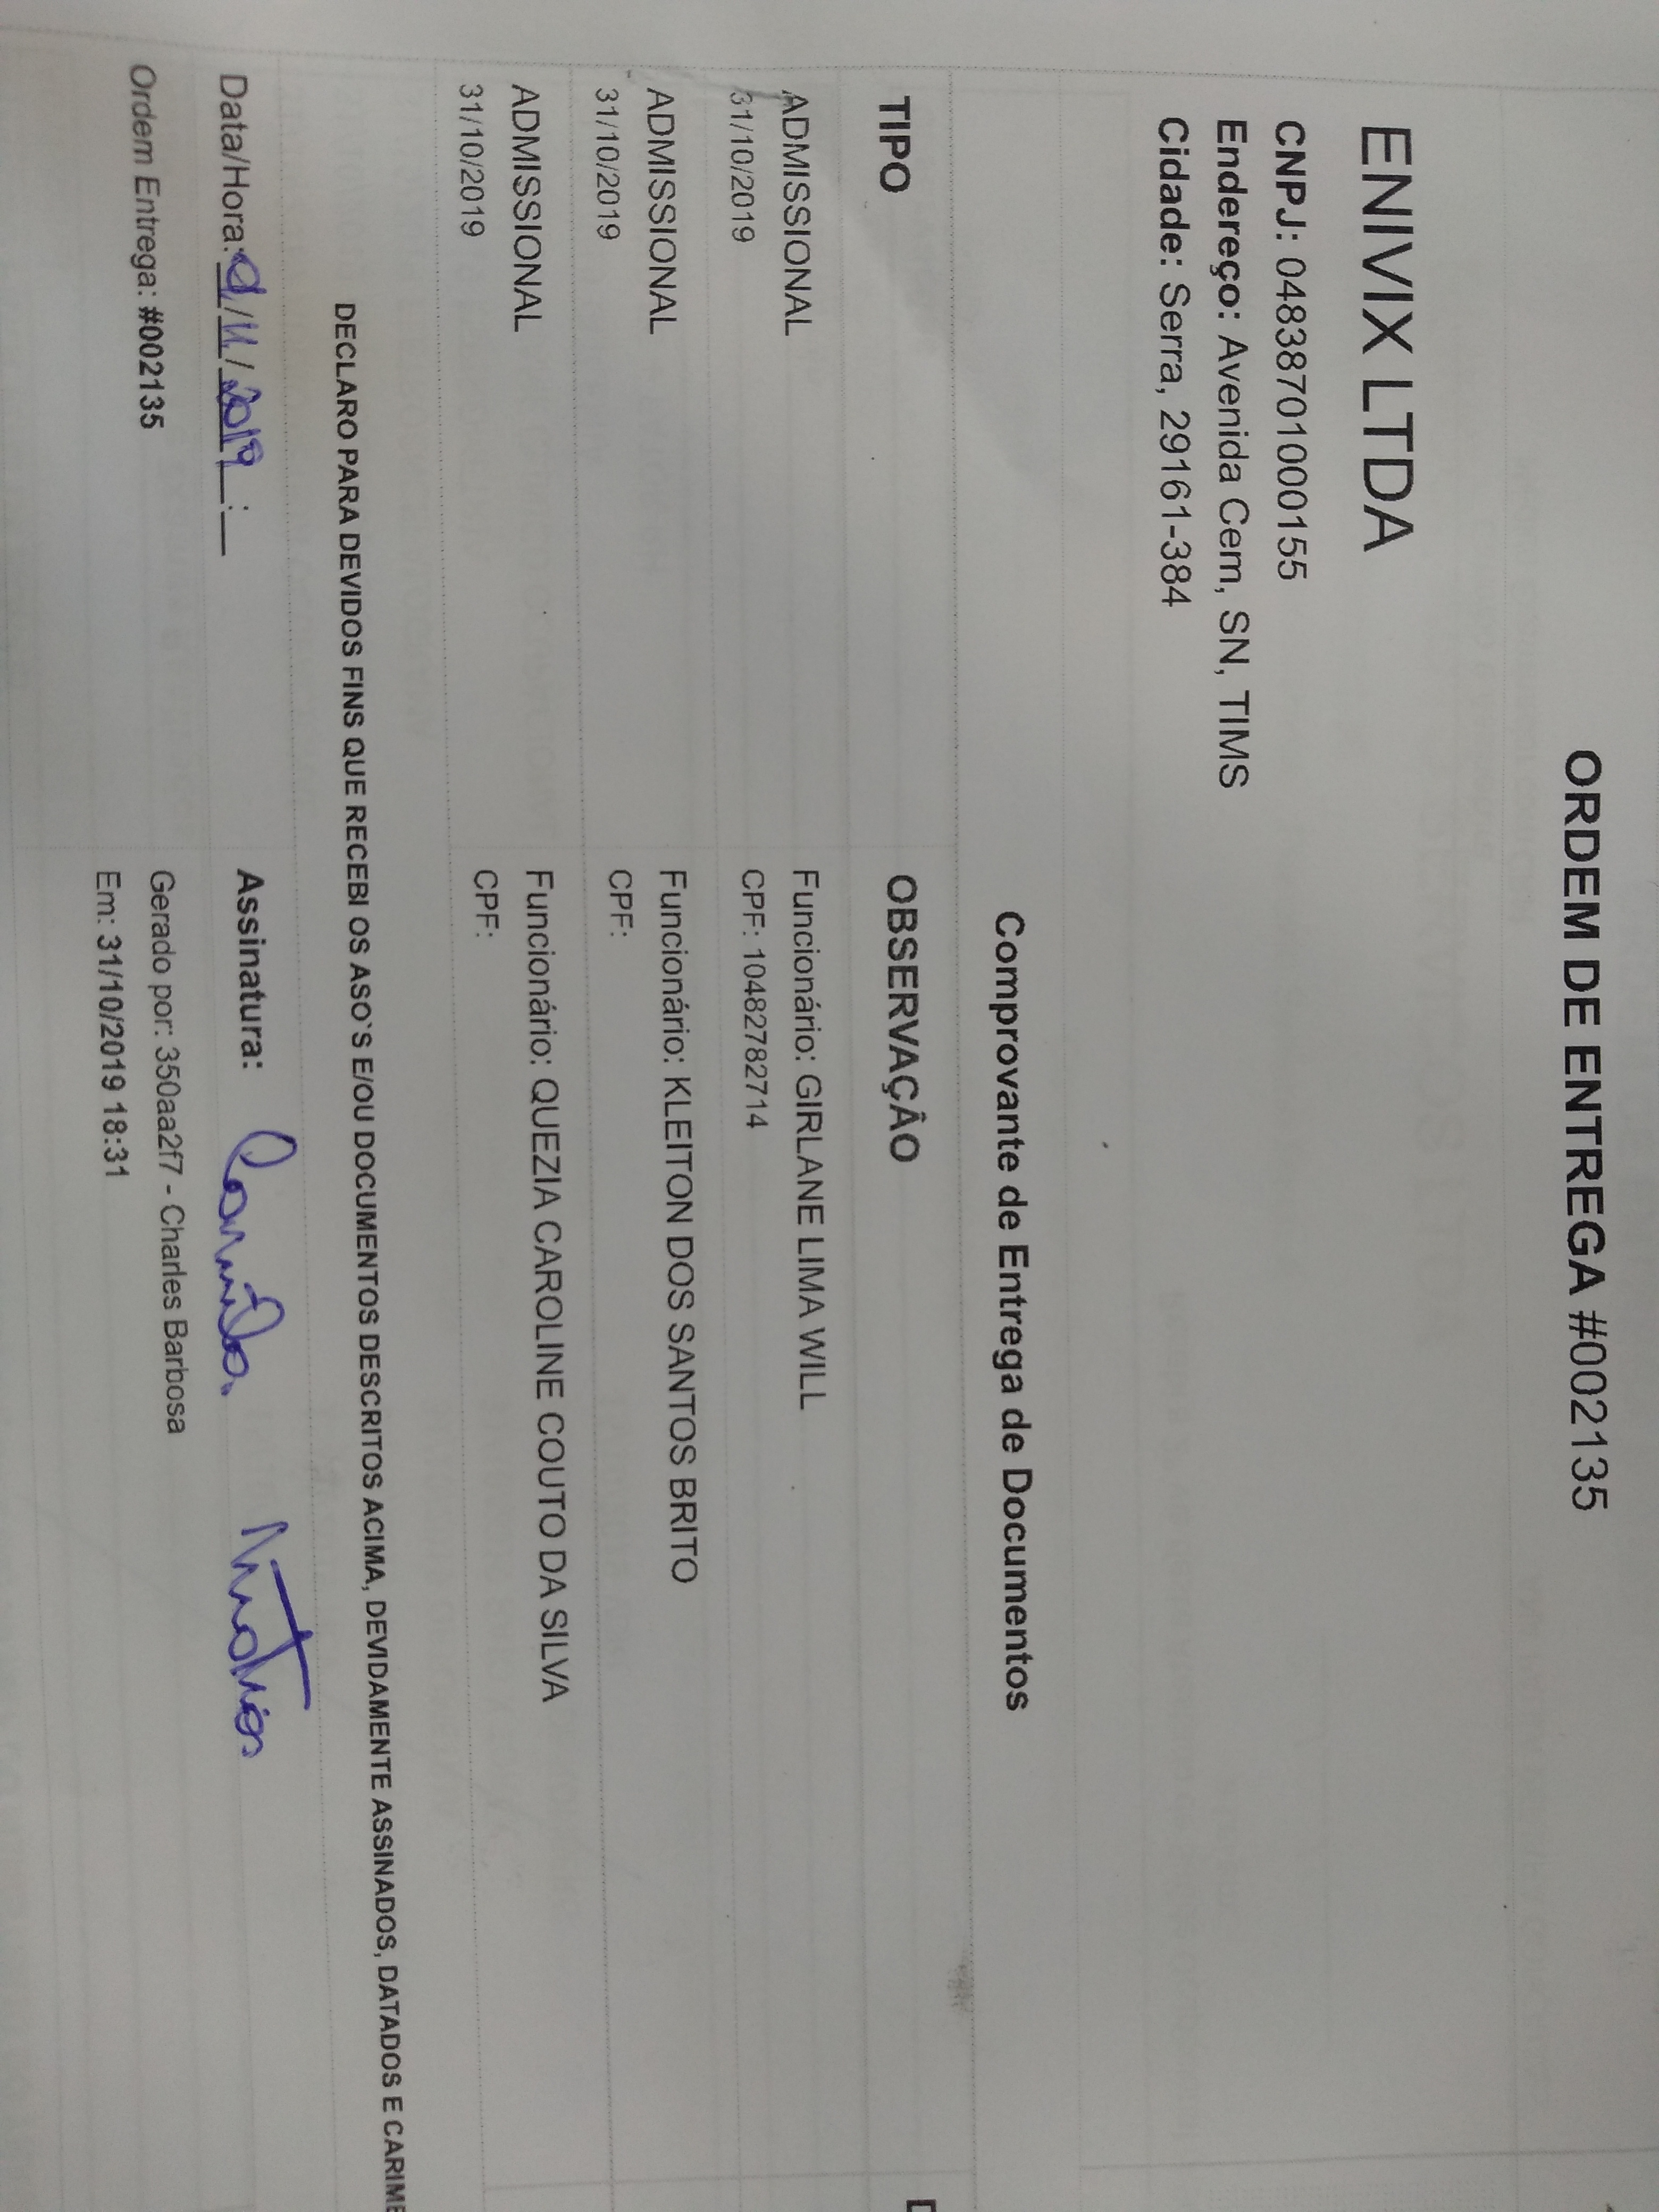 ORDEM DE ENTREGA #002135
ENIVIX LTDA
CNPJ: 04838701000155
Endereço: Avenida Cem, SN, TIMS
Cidade: Serra, 29161-384
Comprovante de Entrega de Documentos
TIPO OBSERVAÇÃO
ADMISSIONAL Funcionário: GIRLANE LIMA WILL
31/10/2019 CPF: 10482782714
ADMISSIONAL Funcionário: KLEITON DOS SANTOS BRITO
31/10/2019 CPF:
ADMISSIONAL Funcionário: QUEZIA CAROLINE COUTO DA SILVA
31/10/2019 CPF:
DECLARO PARA DEVIDOS FINS QUE RECEBI OS ASO`S E/OU DOCUMENTOS DESCRITOS ACIMA, DEVIDAMENTE ASSINADOS, DATADOS E
Data/Hora: /11/2019 : Assinatura: Camila
Ordem Entrega: #002135 Gerado por: 350aa2f7 - Charles Barbosa
Em: 31/10/2019 18:31